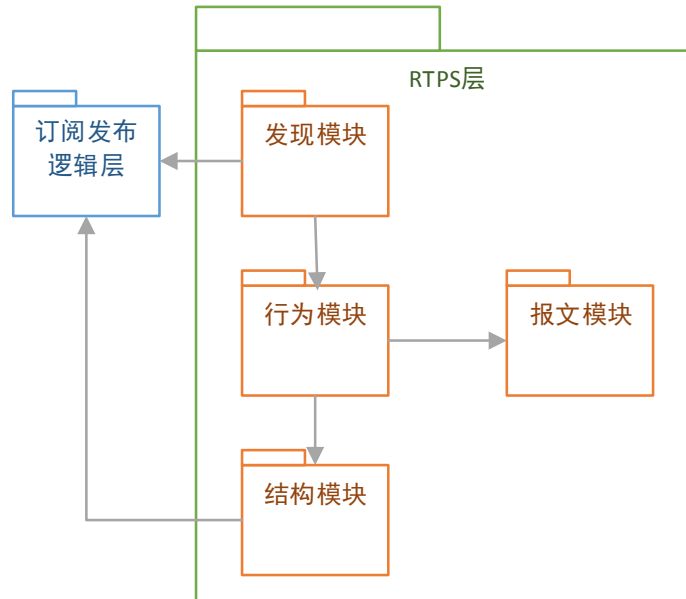 RTPS层
订阅发布
逻辑层
发现模块
行为模块
报文模块
结构模块